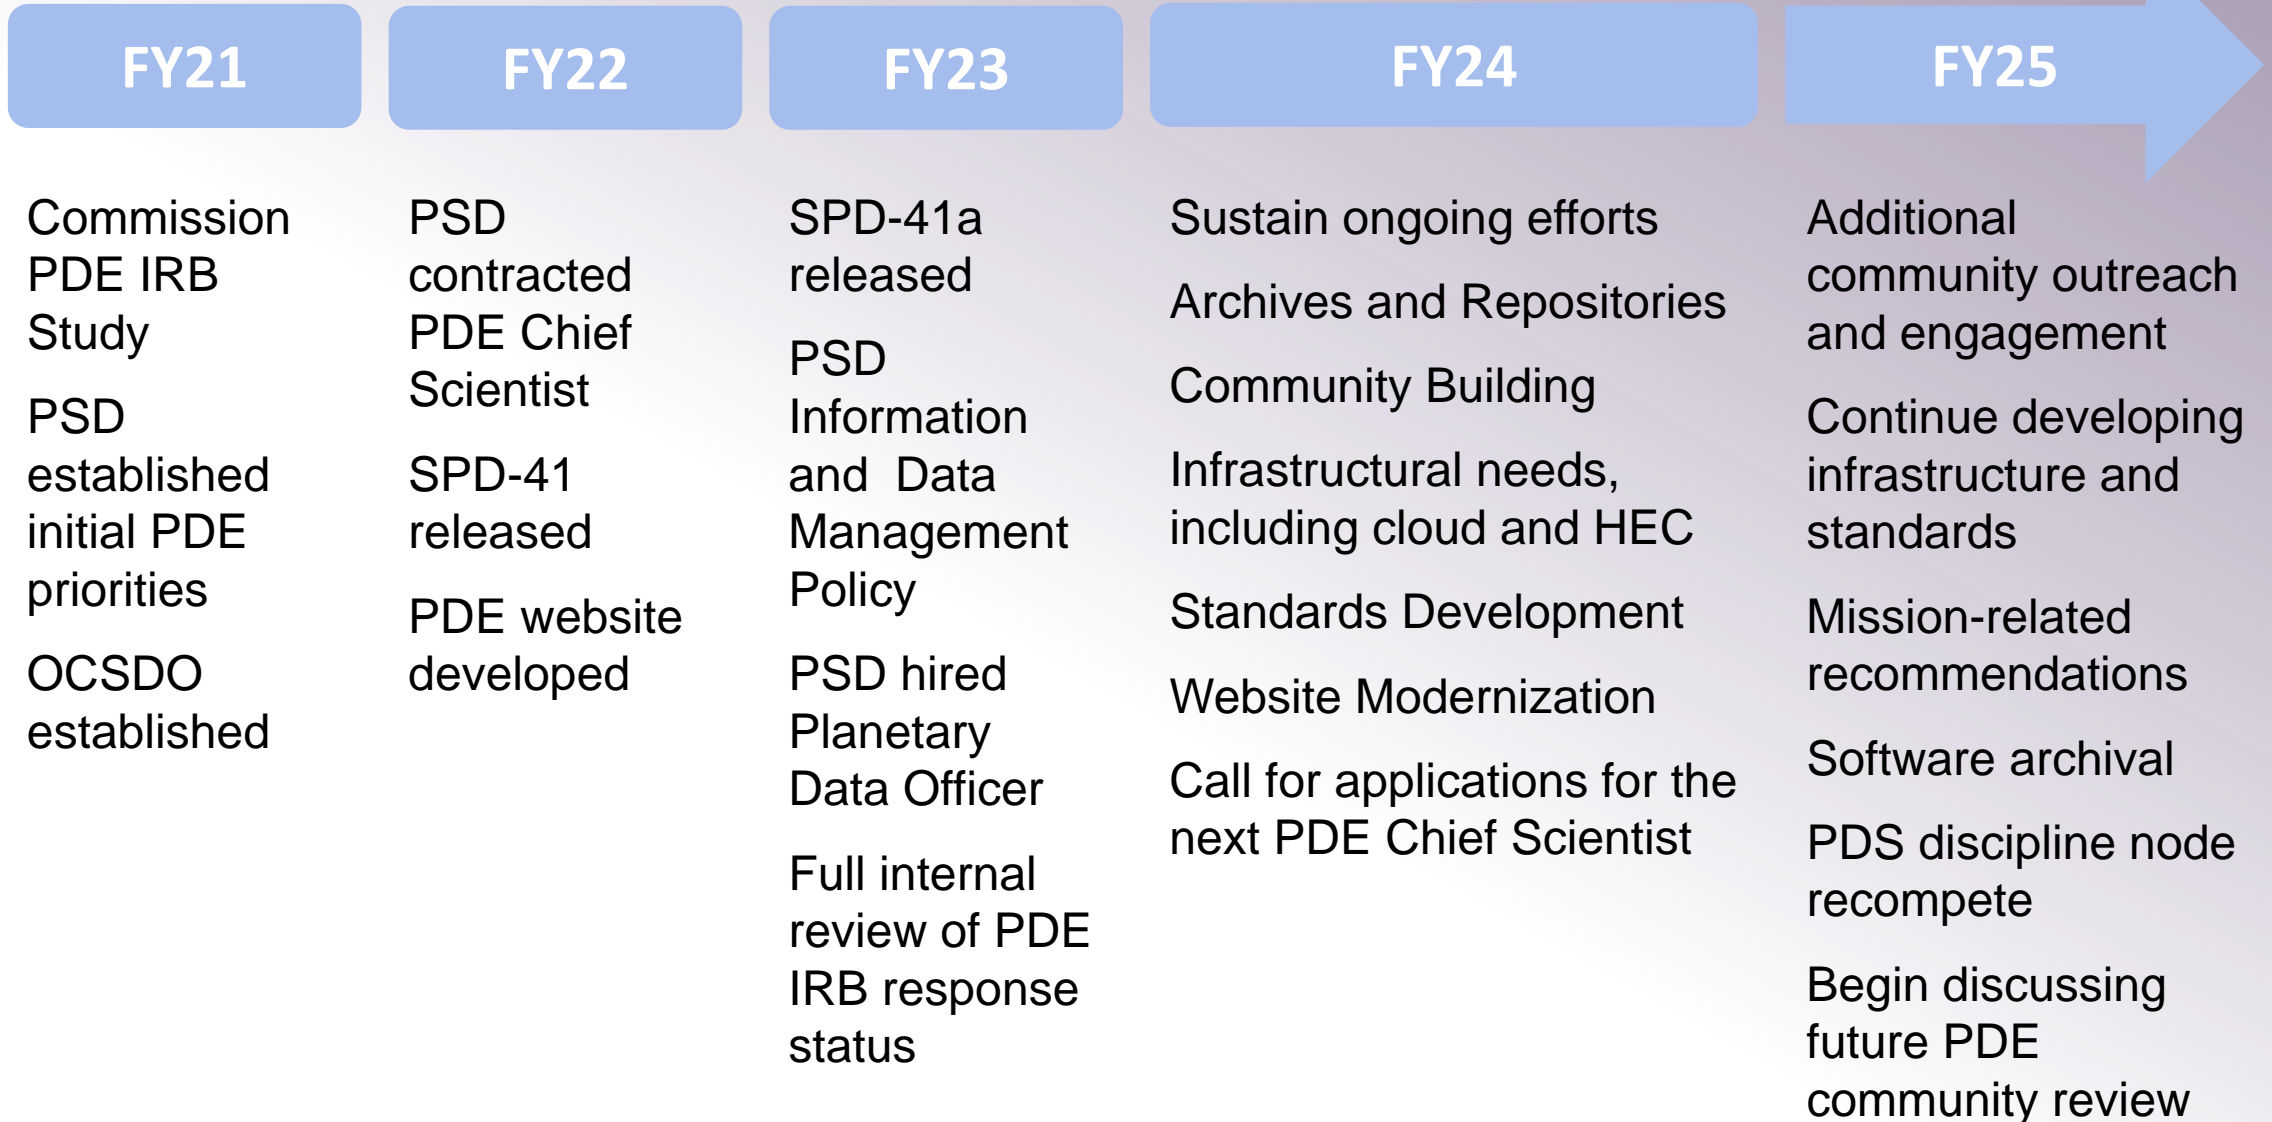 FY21
Commission
PDE IRB
Study
PSD
established
initial PDE
priorities
OCSDO
established
FY22
PSD
contracted
PDE Chief
Scientist
SPD-41
released
PDE website
developed
FY23
SPD-41a
released
PSD
Information
and  Data
Management
Policy
PSD hired
Planetary
Data Officer
Full internal
review of PDE
IRB response
status
FY24
Sustain ongoing efforts
Archives and Repositories
Community Building
Infrastructural needs,
including cloud and HEC
Standards Development
Website Modernization
Call for applications for the
next PDE Chief Scientist
FY25
Additional
community outreach
and engagement
Continue developing
infrastructure and
standards
Mission-related
recommendations
Software archival
PDS discipline node
recompete
Begin discussing
future PDE
community review